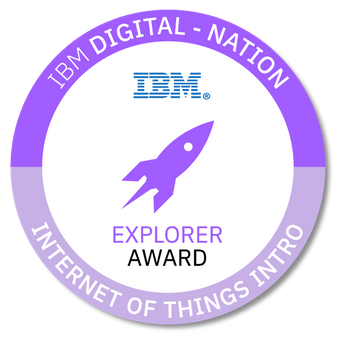 IBM DIGITAL - NATION
IBM®
EXPLORER
AWARD
INTERNET OF THINGS INTRO